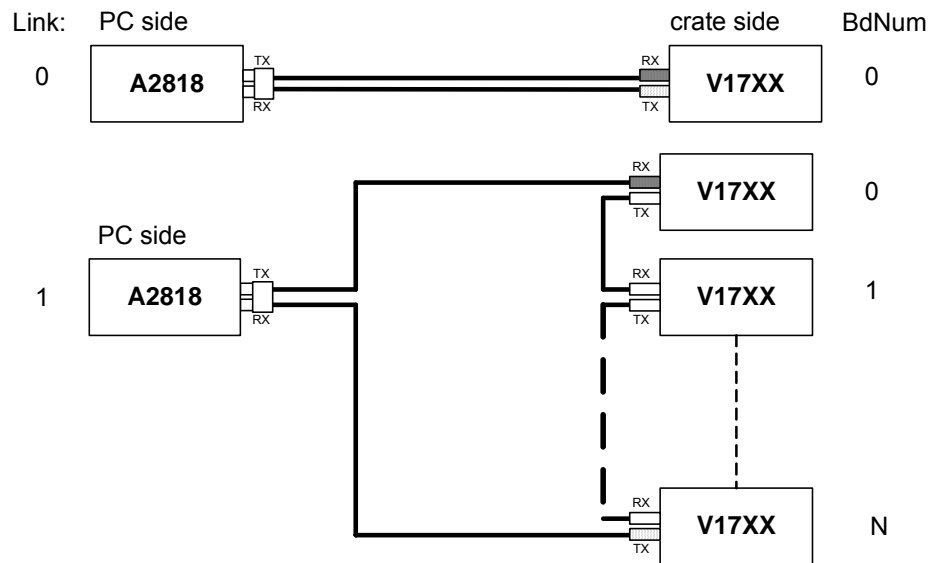 Link: PC side crate side BdNum
0 A2818 TX RX RX TX V17XX 0
RX TX V17XX 0
PC side
1 A2818 TX RX RX TX V17XX 1
RX TX V17XX N